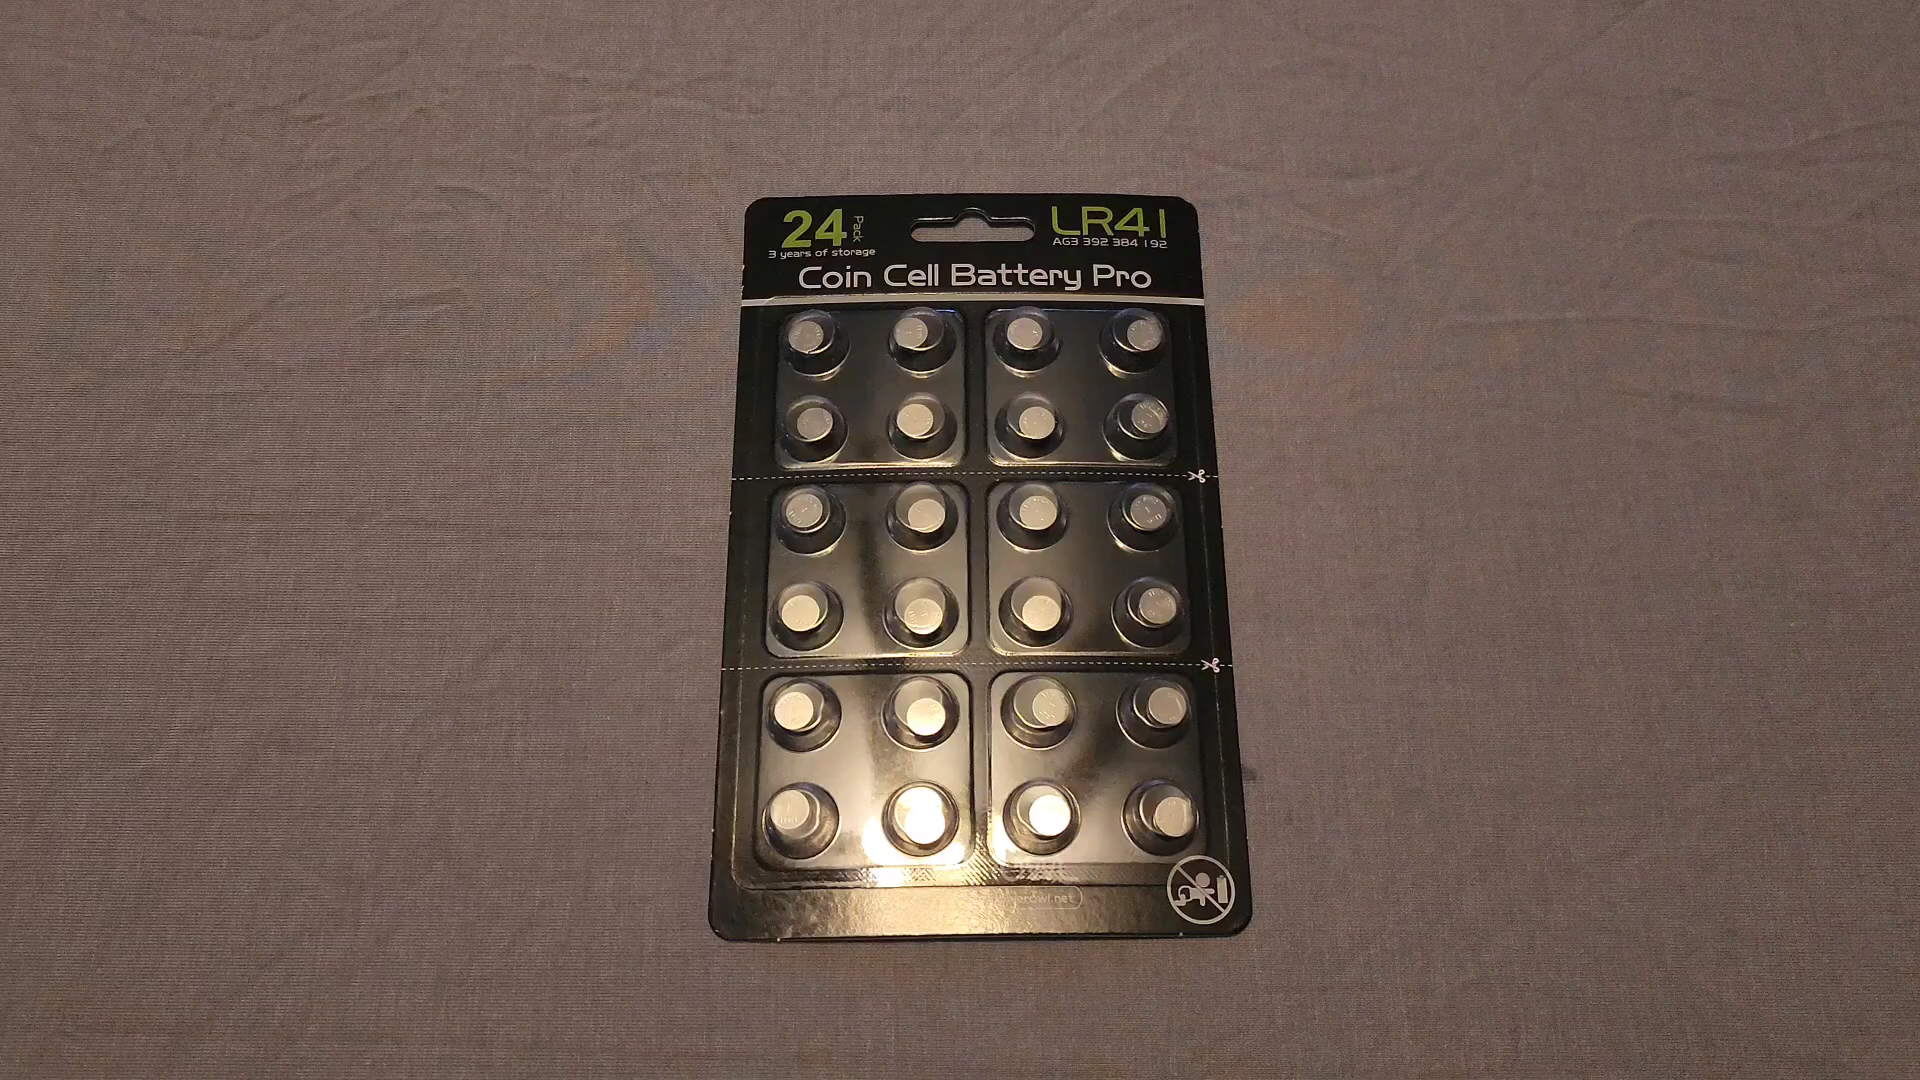 24 Pack
3 years of storage
LR41
AG3 392 384 192
Coin Cell Battery Pro